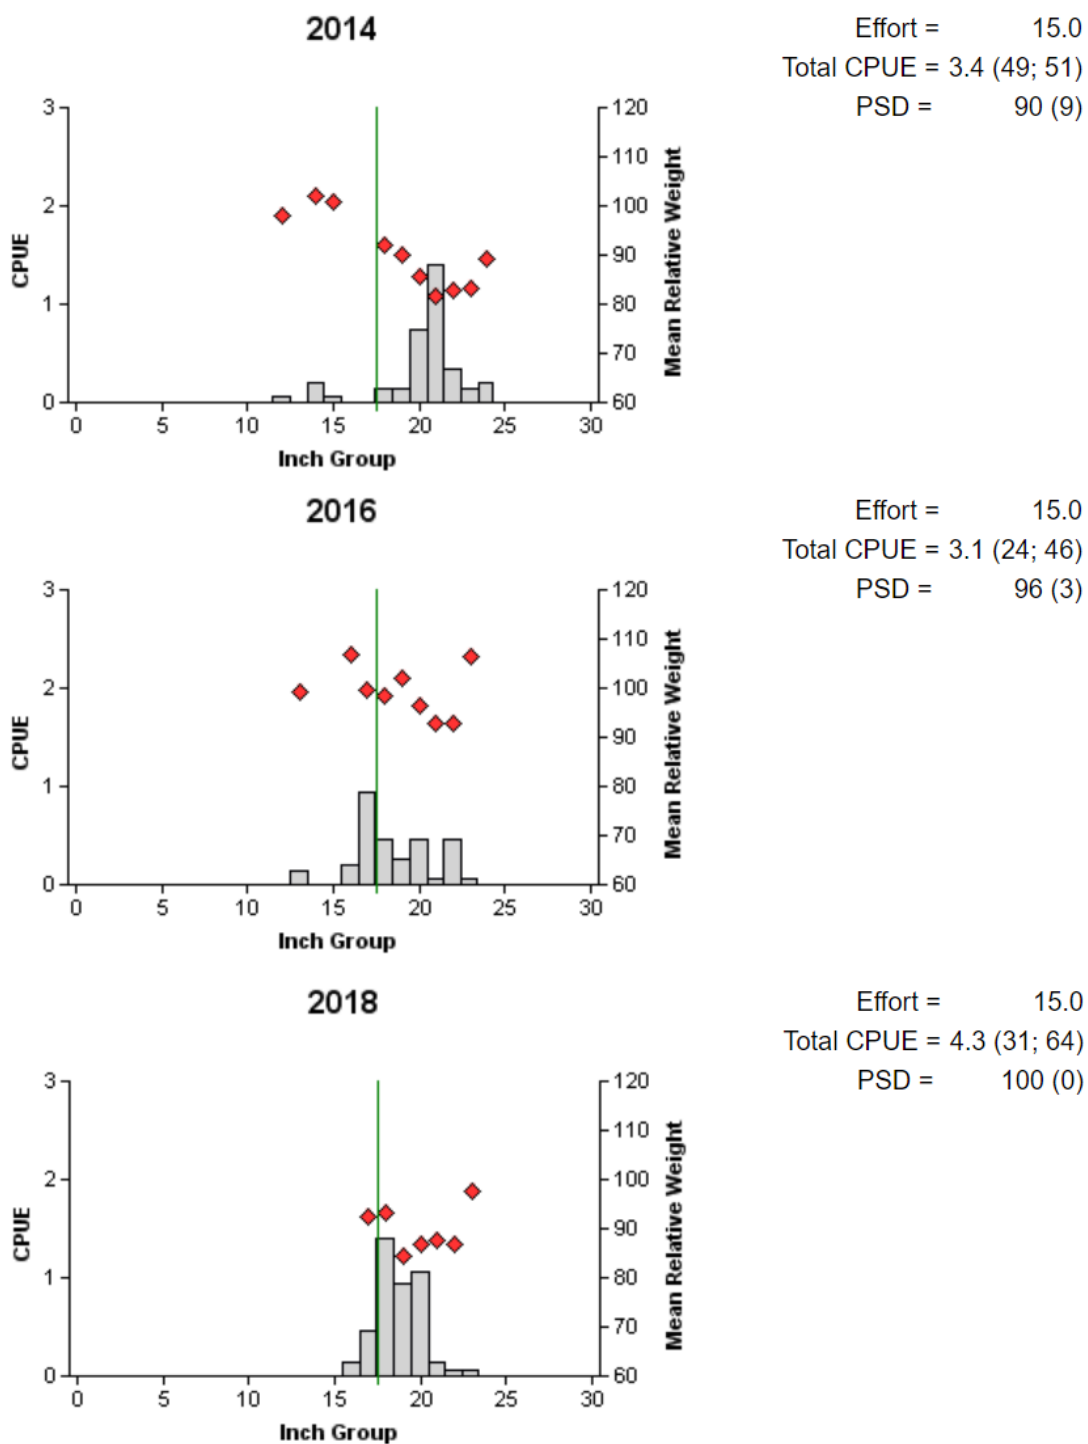 2014
Effort = 15.0
Total CPUE = 3.4 (49; 51)
PSD = 90 (9)
3 120
110
2 100
90
1 80
70
0 60
CPUE
Mean Relative Weight
0 5 10 15 20 25 30
Inch Group
2016
Effort = 15.0
Total CPUE = 3.1 (24; 46)
PSD = 96 (3)
3 120
110
2 100
90
1 80
70
0 60
CPUE
Mean Relative Weight
0 5 10 15 20 25 30
Inch Group
2018
Effort = 15.0
Total CPUE = 4.3 (31; 64)
PSD = 100 (0)
3 120
110
2 100
90
1 80
70
0 60
CPUE
Mean Relative Weight
0 5 10 15 20 25 30
Inch Group